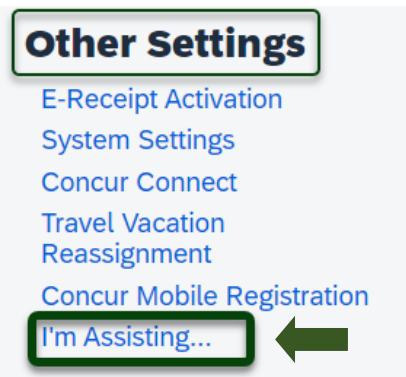 Other Settings
E-Receipt Activation
System Settings
Concur Connect
Travel Vacation
Reassignment
Concur Mobile Registration
I'm Assisting...